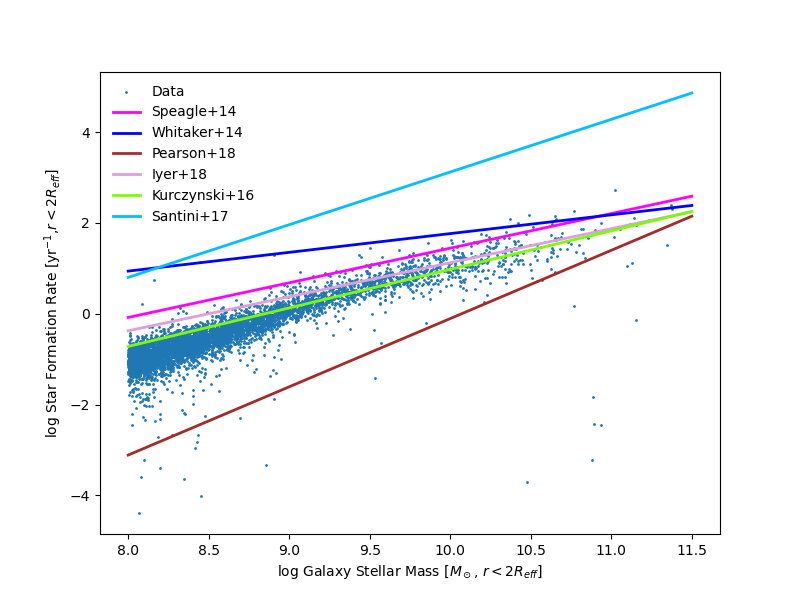 Data
Speagle+14
Whitaker+14
Pearson+18
Iyer+18
Kurczynski+16
Santini+17
4
2
0
−2
−4
log Star Formation Rate [yr⁻¹,r < 2R_eff]
8.0 8.5 9.0 9.5 10.0 10.5 11.0 11.5
log Galaxy Stellar Mass [M_⊙ , r < 2R_eff]